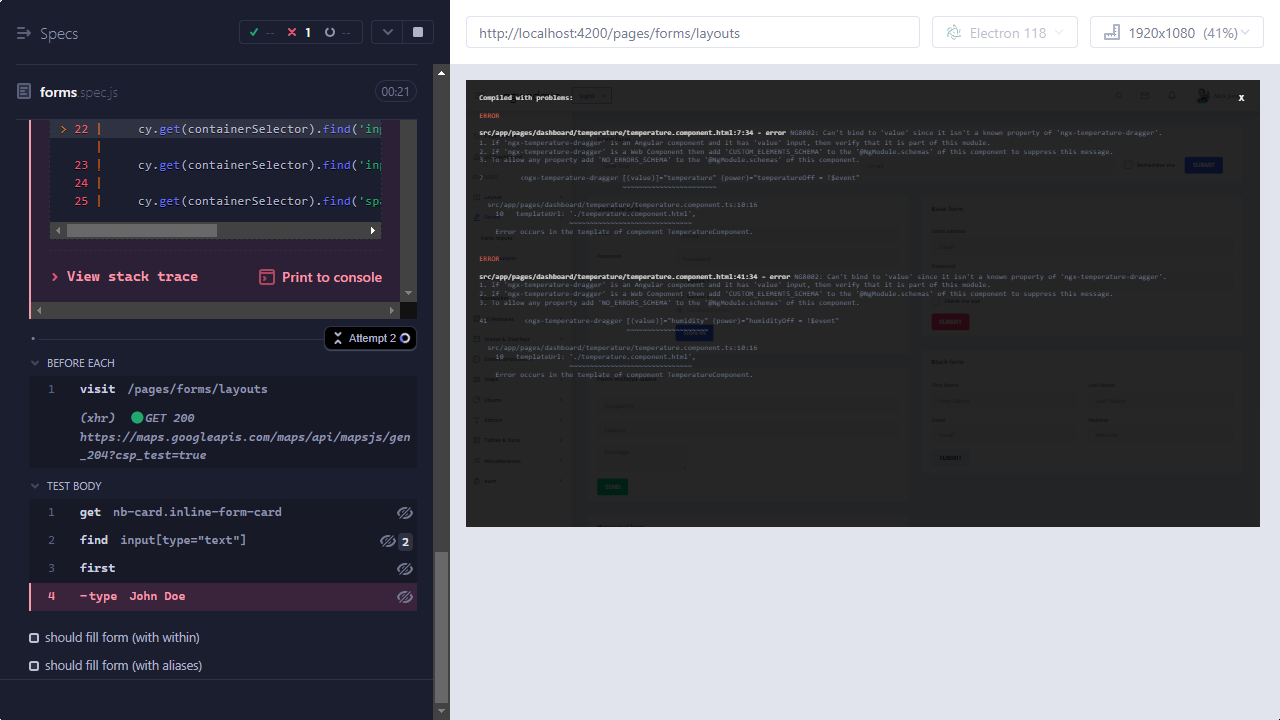 Specs
-- 1 --
forms.spec.js
00:21
> 22 | cy.get(containerSelector).find('inp
|
23 | cy.get(containerSelector).find('inp
24 |
25 | cy.get(containerSelector).find('spa
> View stack trace
Print to console
Attempt 2
BEFORE EACH
1 visit /pages/forms/layouts
(xhr) GET 200
https://maps.googleapis.com/maps/api/mapsjs/gen
_204?csp_test=true
TEST BODY
1 get nb-card.inline-form-card
2 find input[type="text"] 2
3 first
4 -type John Doe
should fill form (with within)
should fill form (with aliases)
http://localhost:4200/pages/forms/layouts
Electron 118
1920x1080 (41%)
Compiled with problems:
X
ERROR
src/app/pages/dashboard/temperature/temperature.component.html:7:34 - error NG8002: Can't bind to 'value' since it isn't a known property of 'ngx-temperature-dragger'.
1. If 'ngx-temperature-dragger' is an Angular component and it has 'value' input, then verify that it is part of this module.
2. If 'ngx-temperature-dragger' is a Web Component then add 'CUSTOM_ELEMENTS_SCHEMA' to the '@NgModule.schemas' of this component to suppress this message.
3. To allow any property add 'NO_ERRORS_SCHEMA' to the '@NgModule.schemas' of this component.
7 <ngx-temperature-dragger [(value)]="temperature" (power)="temperatureOff = !$event"
~~~~~~~~~~~~~~~~~~~~~~~
src/app/pages/dashboard/temperature/temperature.component.ts:10:16
10 templateUrl: './temperature.component.html',
~~~~~~~~~~~~~~~~~~~~~~~~~~~~~~
Error occurs in the template of component TemperatureComponent.
ERROR
src/app/pages/dashboard/temperature/temperature.component.html:41:34 - error NG8002: Can't bind to 'value' since it isn't a known property of 'ngx-temperature-dragger'.
1. If 'ngx-temperature-dragger' is an Angular component and it has 'value' input, then verify that it is part of this module.
2. If 'ngx-temperature-dragger' is a Web Component then add 'CUSTOM_ELEMENTS_SCHEMA' to the '@NgModule.schemas' of this component to suppress this message.
3. To allow any property add 'NO_ERRORS_SCHEMA' to the '@NgModule.schemas' of this component.
41 <ngx-temperature-dragger [(value)]="humidity" (power)="humidityOff = !$event"
~~~~~~~~~~~~~~~~~~~~
src/app/pages/dashboard/temperature/temperature.component.ts:10:16
10 templateUrl: './temperature.component.html',
~~~~~~~~~~~~~~~~~~~~~~~~~~~~~~
Error occurs in the template of component TemperatureComponent.
SUBMIT
Block form
SUBMIT